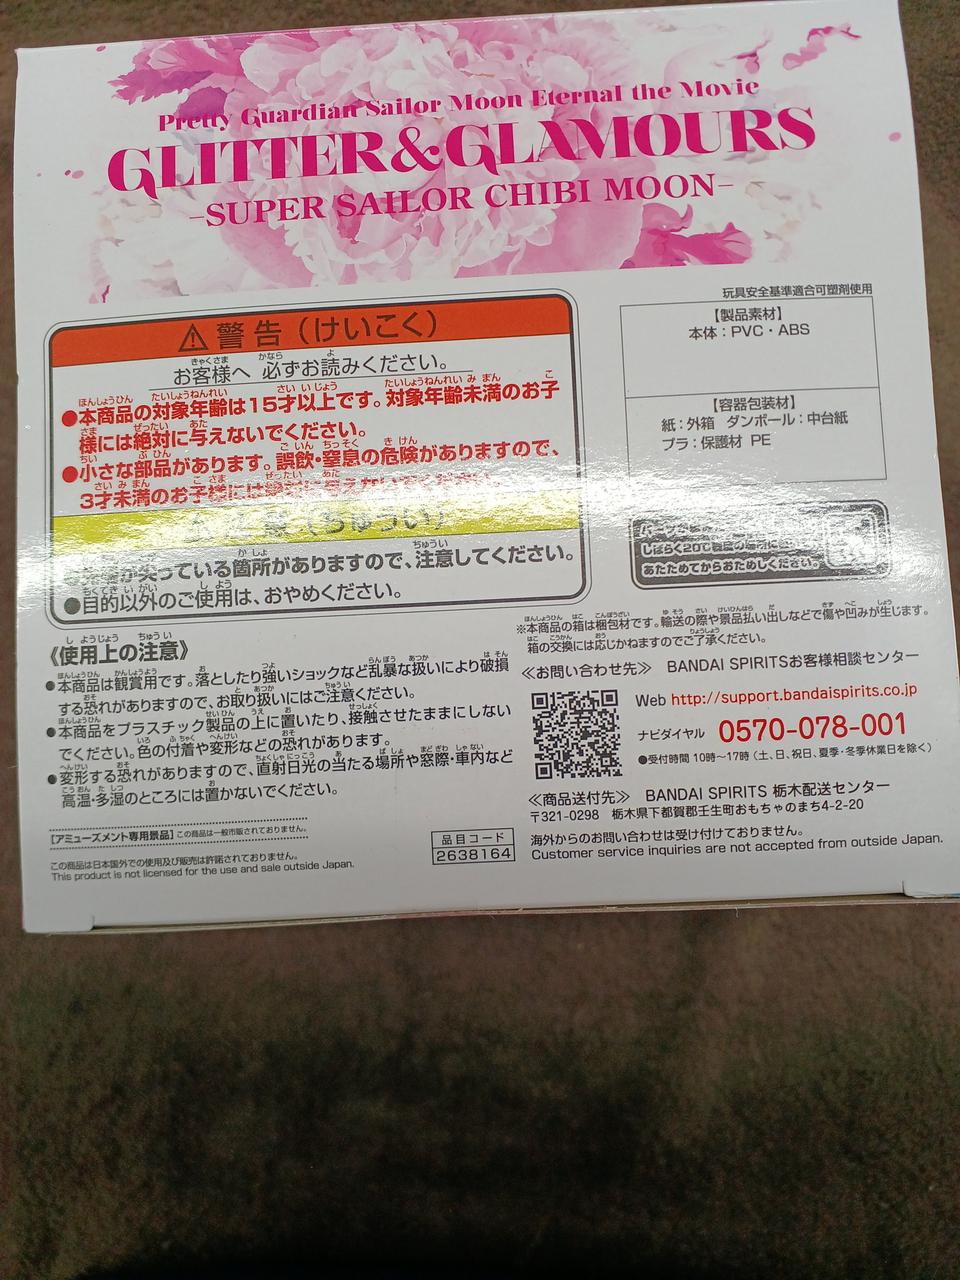 Pretty Guardian Sailor Moon Eternal the Movie
GLITTER&GLAMOURS
-SUPER SAILOR CHIBI MOON-
警告（けいこく）
お客様へ 必ずお読みください。
●本商品の対象年齢は15才以上です。対象年齢未満のお子
様には絶対に与えないでください。
●小さな部品があります。誤飲・窒息の危険がありますので、
3才未満のお子様には絶対に与えないでください。
（ちゅうい）
尖っている箇所がありますので、注意してください。
●目的以外のご使用は、おやめください。
《使用上の注意》
●本商品は観賞用です。落としたり強いショックなど乱暴な扱いにより破損
する恐れがありますので、お取り扱いにはご注意ください。
●本商品をプラスチック製品の上に置いたり、接触させたままにしない
でください。色の付着や変形などの恐れがあります。
●変形する恐れがありますので、直射日光の当たる場所や窓際・車内など
高温・多湿のところには置かないでください。
[アミューズメント専用景品] この商品は一般市販されておりません。
この商品は日本国外での使用及び販売は許諾されておりません。
This product is not licensed for the use and sale outside Japan.
品目コード
2638164
玩具安全基準適合可塑剤使用
【製品素材】
本体：PVC・ABS
【容器包装材】
紙：外箱 ダンボール：中台紙
プラ：保護材 PE
パーツが
しばらく20℃程度の場所に
あたためてからおためしください。
※本商品の箱は梱包材です。輸送の際や景品払い出しなどで傷や凹みが生じます。
箱の交換には応じかねますのでご了承ください。
≪お問い合わせ先≫ BANDAI SPIRITSお客様相談センター
Web http://support.bandaispirits.co.jp
ナビダイヤル 0570-078-001
●受付時間 10時～17時（土、日、祝日、夏季・冬季休業日を除く）
≪商品送付先≫ BANDAI SPIRITS 栃木配送センター
〒321-0298 栃木県下都賀郡壬生町おもちゃのまち4-2-20
海外からのお問い合わせは受け付けておりません。
Customer service inquiries are not accepted from outside Japan.